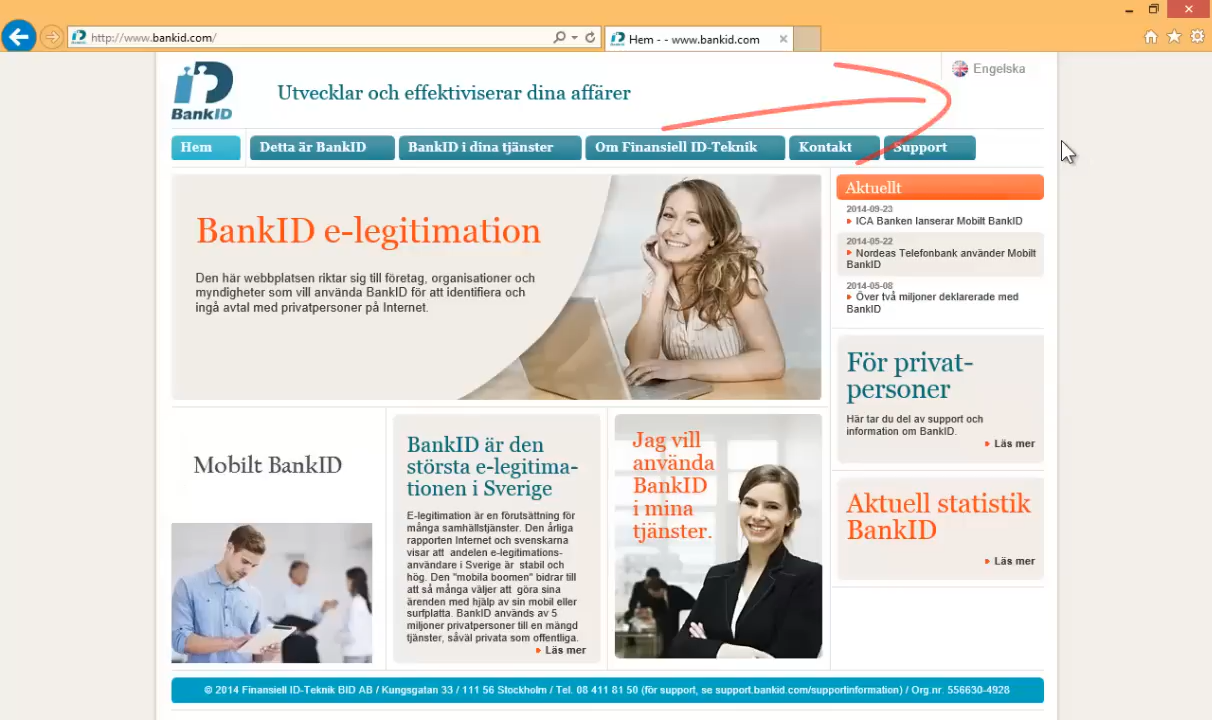 http://www.bankid.com/
Hem - - www.bankid.com
BankID
Utvecklar och effektiviserar dina affärer
Engelska
Hem
Detta är BankID
BankID i dina tjänster
Om Finansiell ID-Teknik
Kontakt
Support
BankID e-legitimation
Den här webbplatsen riktar sig till företag, organisationer och
myndigheter som vill använda BankID för att identifiera och
ingå avtal med privatpersoner på Internet.
Aktuellt
2014-09-23
ICA Banken lanserar Mobilt BankID
2014-05-22
Nordeas Telefonbank använder Mobilt
BankID
2014-05-08
Över två miljoner deklarerade med
BankID
För privat-
personer
Här tar du del av support och
information om BankID.
Läs mer
Aktuell statistik
BankID
Läs mer
Mobilt BankID
BankID är den
största e-legitima-
tionen i Sverige
E-legitimation är en förutsättning för
många samhällstjänster. Den årliga
rapporten Internet och svenskarna
visar att andelen e-legitimations-
användare i Sverige är stabil och
hög. Den "mobila boomen" bidrar till
att så många väljer att göra sina
ärenden med hjälp av sin mobil eller
surfplatta. BankID används av 5
miljoner privatpersoner till en mängd
tjänster, såväl privata som offentliga.
Läs mer
Jag vill
använda
BankID
i mina
tjänster.
© 2014 Finansiell ID-Teknik BID AB / Kungsgatan 33 / 111 56 Stockholm / Tel. 08 411 81 50 (för support, se support.bankid.com/supportinformation) / Org.nr. 556630-4928